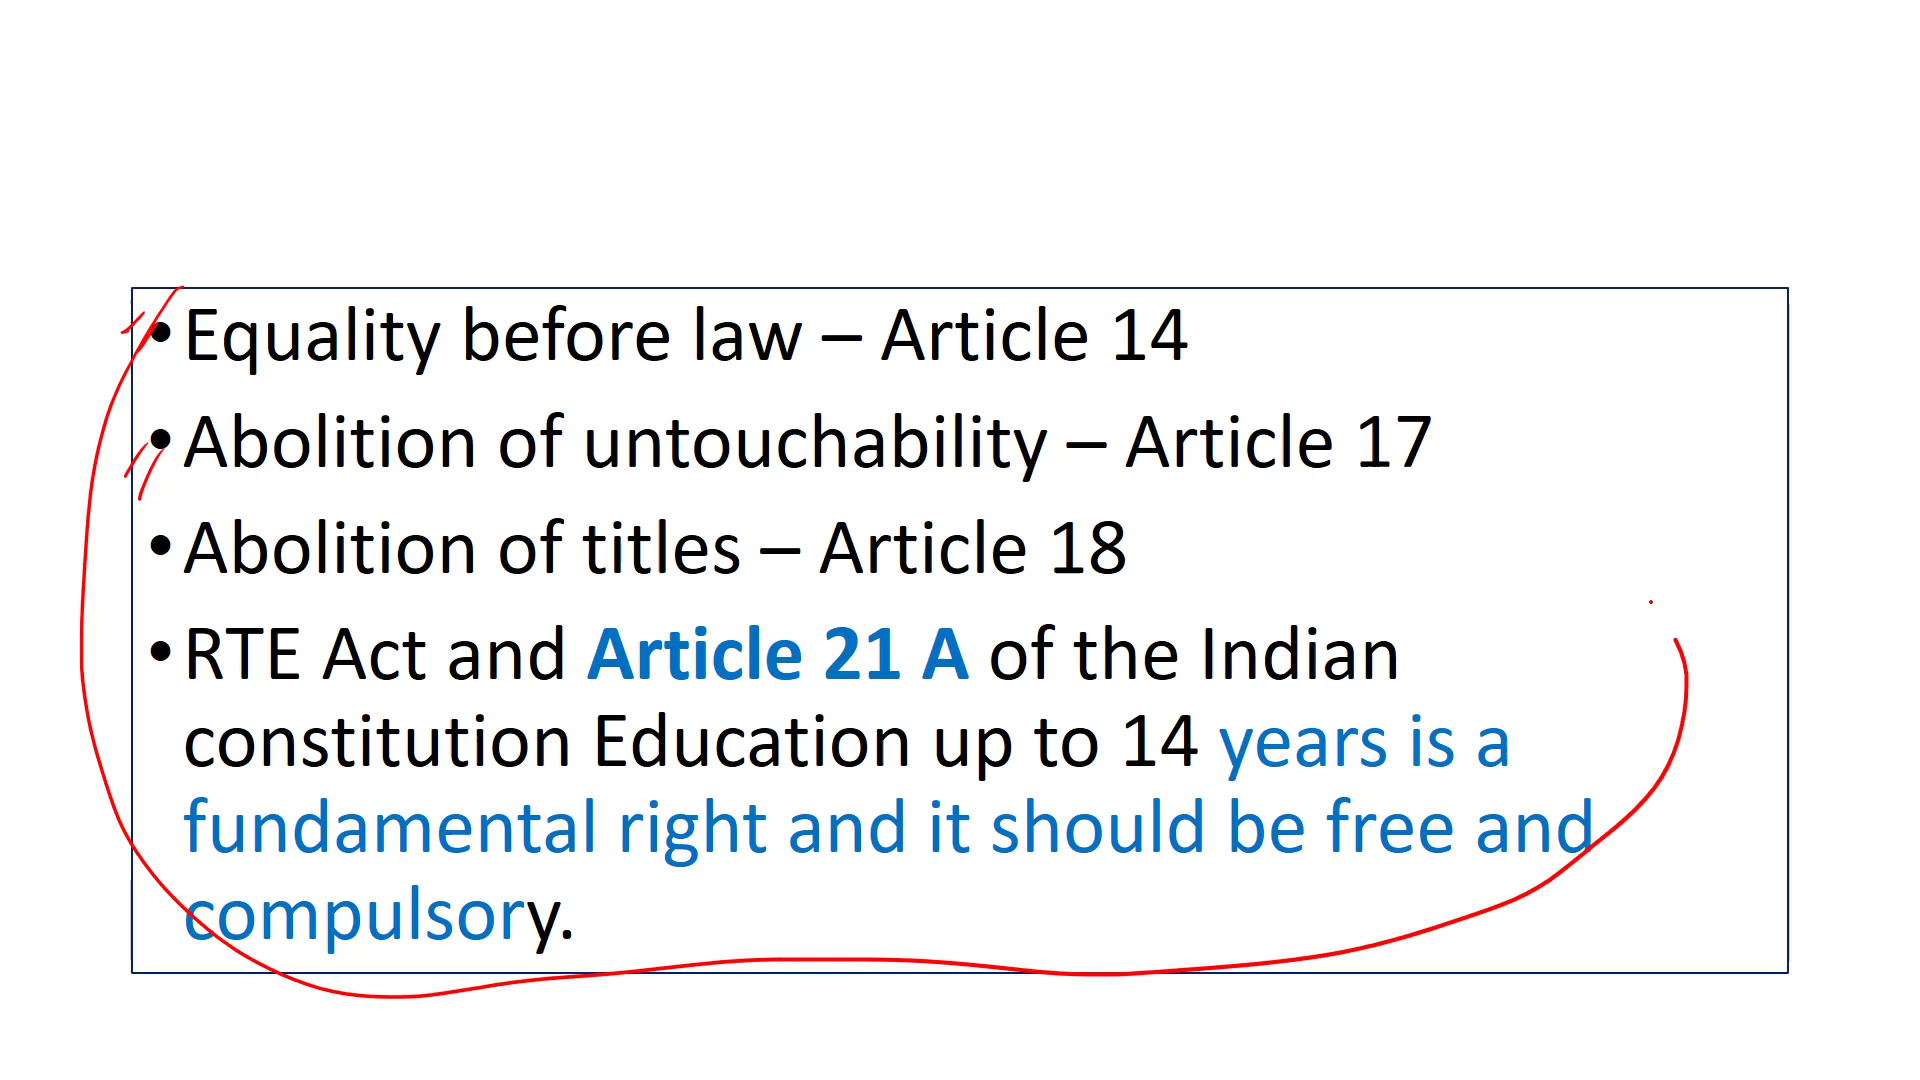 •Equality before law – Article 14
•Abolition of untouchability – Article 17
•Abolition of titles – Article 18
•RTE Act and Article 21 A of the Indian
constitution Education up to 14 years is a
fundamental right and it should be free and
compulsory.